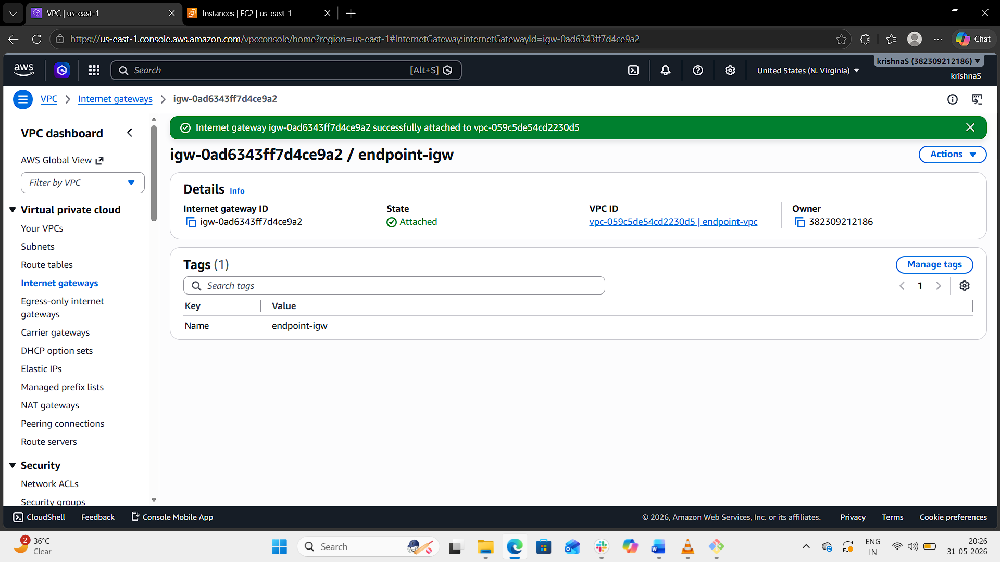 VPC | us-east-1
Instances | EC2 | us-east-1
https://us-east-1.console.aws.amazon.com/vpcconsole/home?region=us-east-1#InternetGateway:internetGatewayId=igw-0ad6343ff7d4ce9a2
Chat
aws
Search
[Alt+S]
United States (N. Virginia)
krishnaS (382309212186)
krishnaS
VPC
Internet gateways
igw-0ad6343ff7d4ce9a2
VPC dashboard
AWS Global View
Filter by VPC
Virtual private cloud
Your VPCs
Subnets
Route tables
Internet gateways
Egress-only internet
gateways
Carrier gateways
DHCP option sets
Elastic IPs
Managed prefix lists
NAT gateways
Peering connections
Route servers
Security
Network ACLs
Security groups
Internet gateway igw-0ad6343ff7d4ce9a2 successfully attached to vpc-059c5de54cd2230d5
igw-0ad6343ff7d4ce9a2 / endpoint-igw
Actions
Details Info
Internet gateway ID
igw-0ad6343ff7d4ce9a2
State
Attached
VPC ID
vpc-059c5de54cd2230d5 | endpoint-vpc
Owner
382309212186
Tags (1)
Manage tags
Search tags
1
Key
Value
Name
endpoint-igw
CloudShell
Feedback
Console Mobile App
© 2026, Amazon Web Services, Inc. or its affiliates.
Privacy
Terms
Cookie preferences
2
36°C
Clear
Search
ENG
IN
20:26
31-05-2026